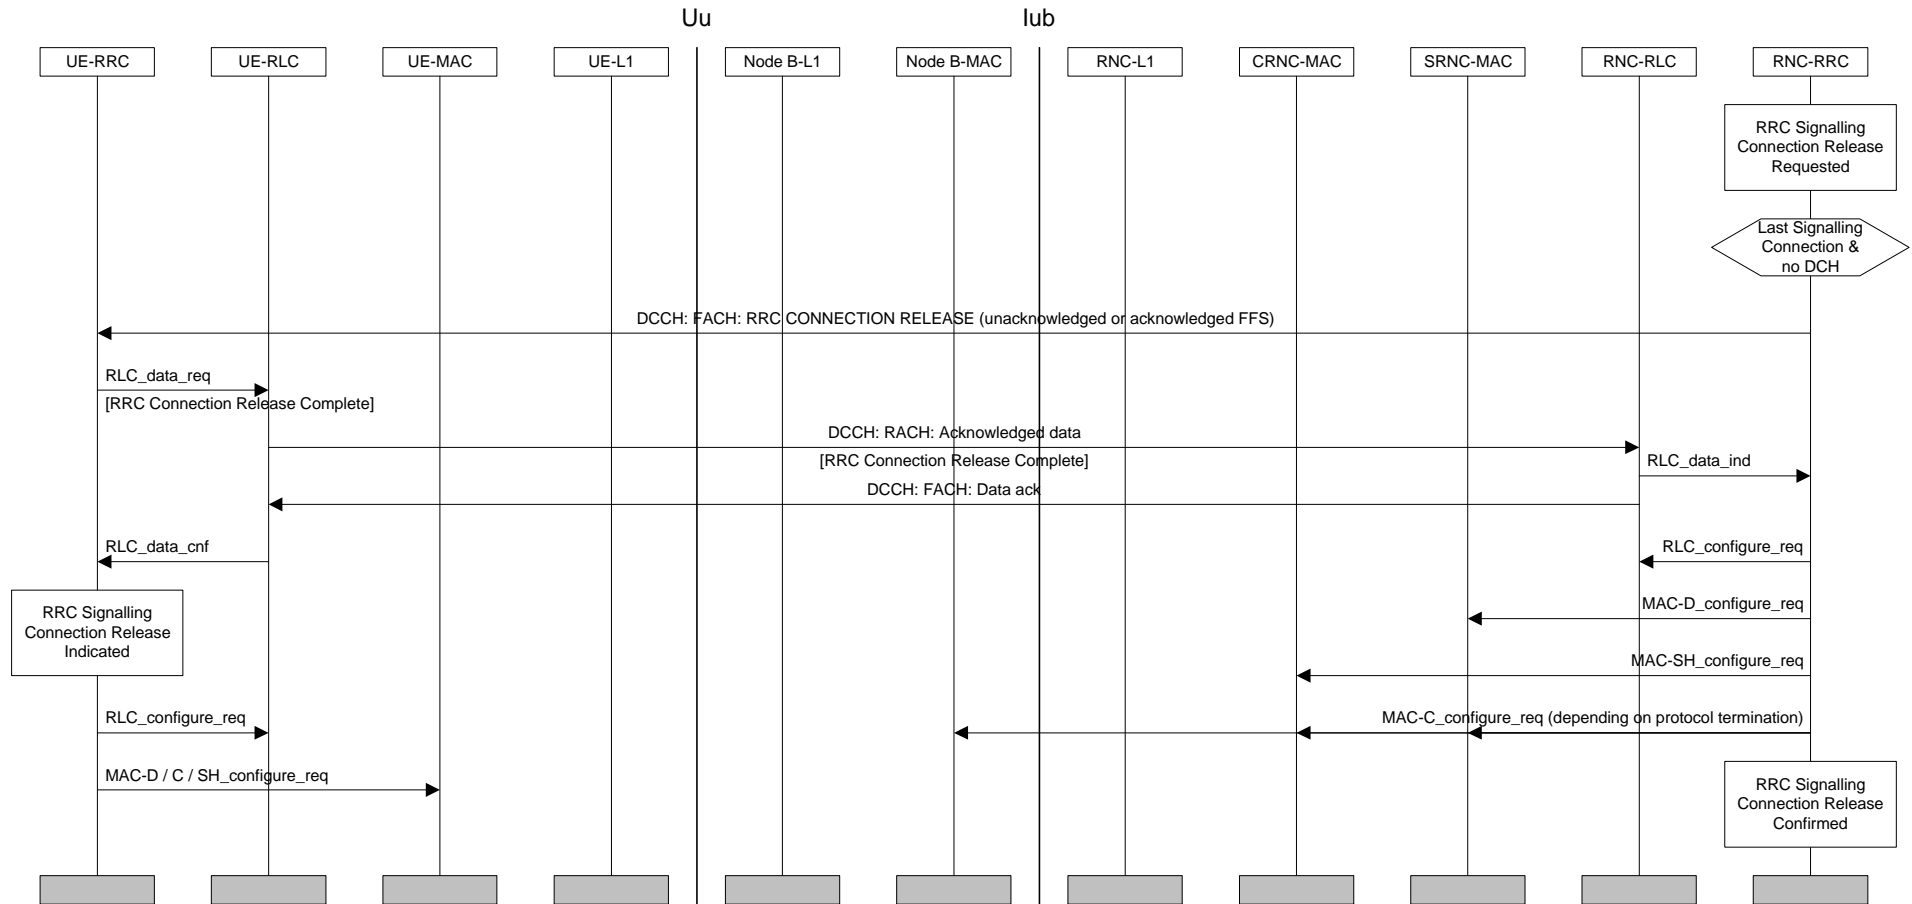 Uu
Iub
UE-RRC
UE-RLC
UE-MAC
UE-L1
Node B-L1
Node B-MAC
RNC-L1
CRNC-MAC
SRNC-MAC
RNC-RLC
RNC-RRC
RRC Signalling
Connection Release
Requested
Last Signalling
Connection &
no DCH
DCCH: FACH: RRC CONNECTION RELEASE (unacknowledged or acknowledged FFS)
RLC_data_req
[RRC Connection Release Complete]
DCCH: RACH: Acknowledged data
[RRC Connection Release Complete]
RLC_data_ind
DCCH: FACH: Data ack
RLC_data_cnf
RLC_configure_req
RRC Signalling
Connection Release
Indicated
MAC-D_configure_req
MAC-SH_configure_req
RLC_configure_req
MAC-C_configure_req (depending on protocol termination)
MAC-D / C / SH_configure_req
RRC Signalling
Connection Release
Confirmed